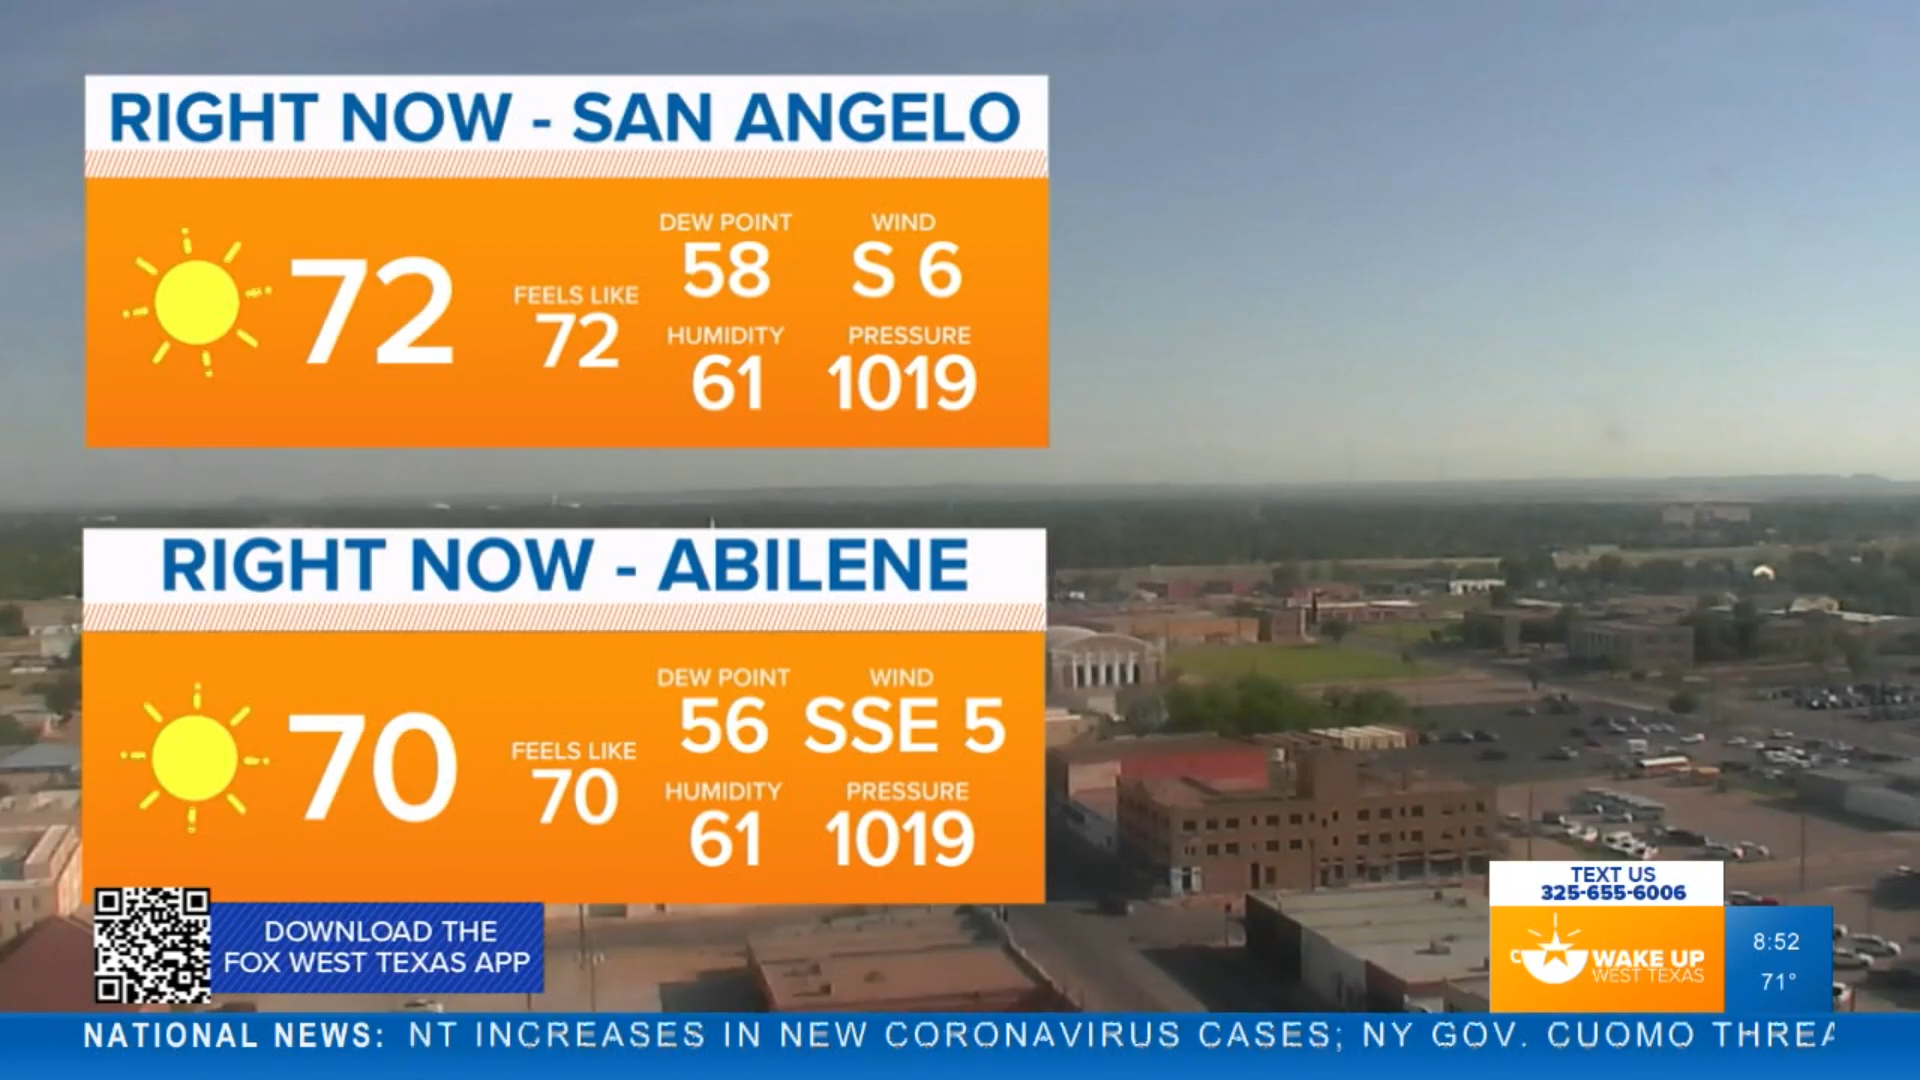 RIGHT NOW - SAN ANGELO
72
FEELS LIKE
72
DEW POINT
58
WIND
S 6
HUMIDITY
61
PRESSURE
1019
RIGHT NOW - ABILENE
70
FEELS LIKE
70
DEW POINT
56
WIND
SSE 5
HUMIDITY
61
PRESSURE
1019
DOWNLOAD THE
FOX WEST TEXAS APP
TEXT US
325-655-6006
WAKE UP
WEST TEXAS
8:52
71°
NATIONAL NEWS: NT INCREASES IN NEW CORONAVIRUS CASES; NY GOV. CUOMO